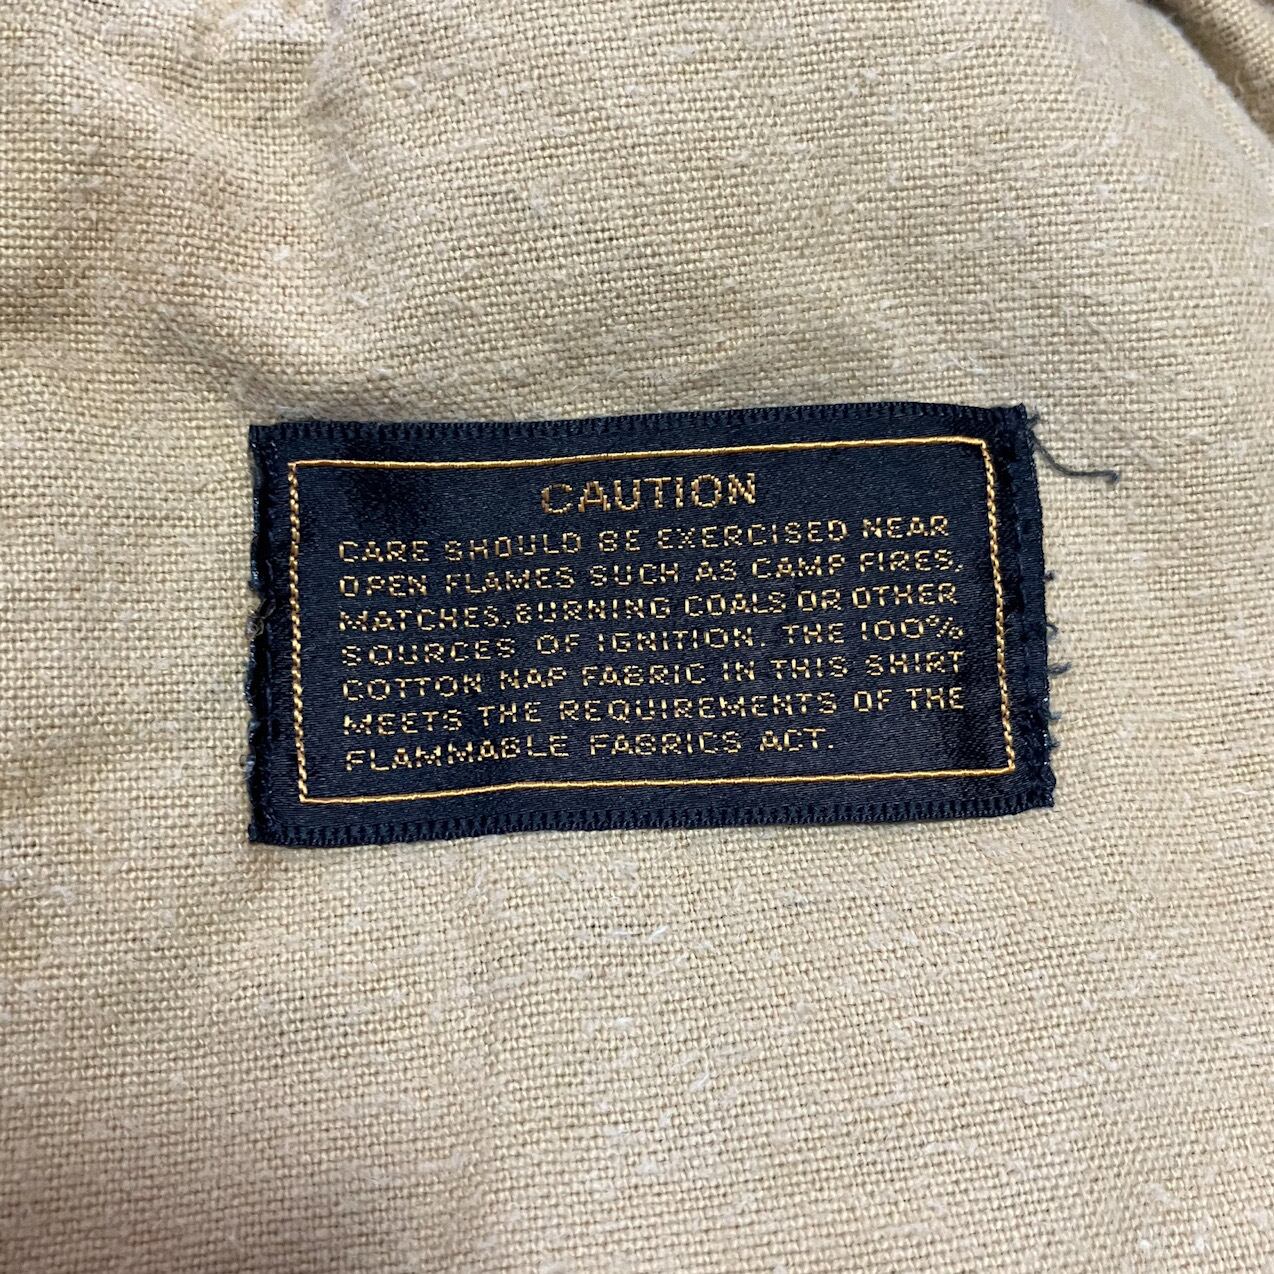 CAUTION
CARE SHOULD BE EXERCISED NEAR
OPEN FLAMES SUCH AS CAMP FIRES,
MATCHES, BURNING COALS OR OTHER
SOURCES OF IGNITION. THE 100%
COTTON NAP FABRIC IN THIS SHIRT
MEETS THE REQUIREMENTS OF THE
FLAMMABLE FABRICS ACT.